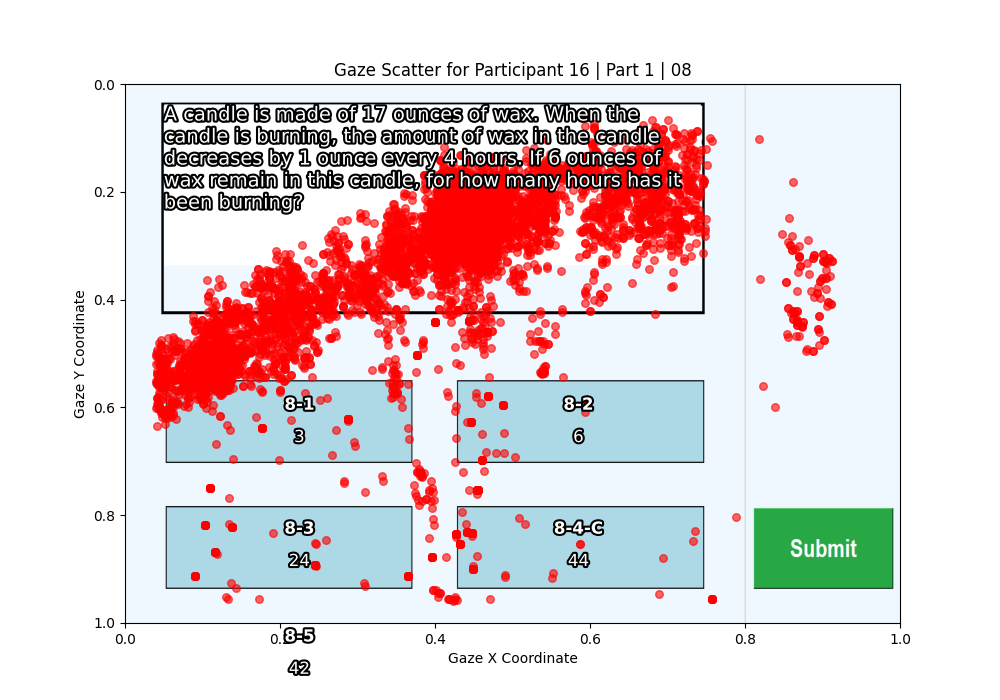 Gaze Scatter for Participant 16 | Part 1 | 08
A candle is made of 17 ounces of wax. When the
candle is burning, the amount of wax in the candle
decreases by 1 ounce every 4 hours. If 6 ounces of
wax remain in this candle, for how many hours has it
been burning?
8-1
3
8-2
6
8-3
24
8-4-C
44
Submit
8-5
42
0.0
0.2
0.4
0.6
0.8
1.0
Gaze Y Coordinate
0.0
0.2
0.4
0.6
0.8
1.0
Gaze X Coordinate